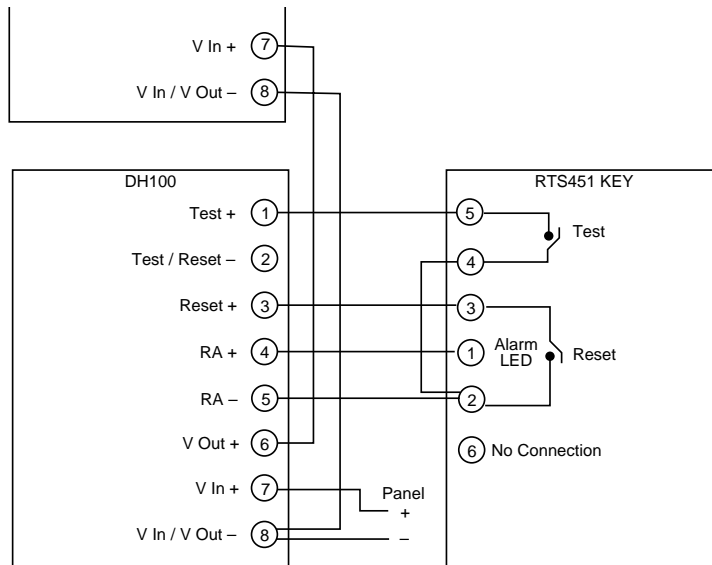 V In + 7
V In / V Out – 8
DH100
Test + 1
Test / Reset – 2
Reset + 3
RA + 4
RA – 5
V Out + 6
V In + 7
V In / V Out – 8
Panel
+
–
RTS451 KEY
5
Test
4
3
1 Alarm
LED
Reset
2
6 No Connection